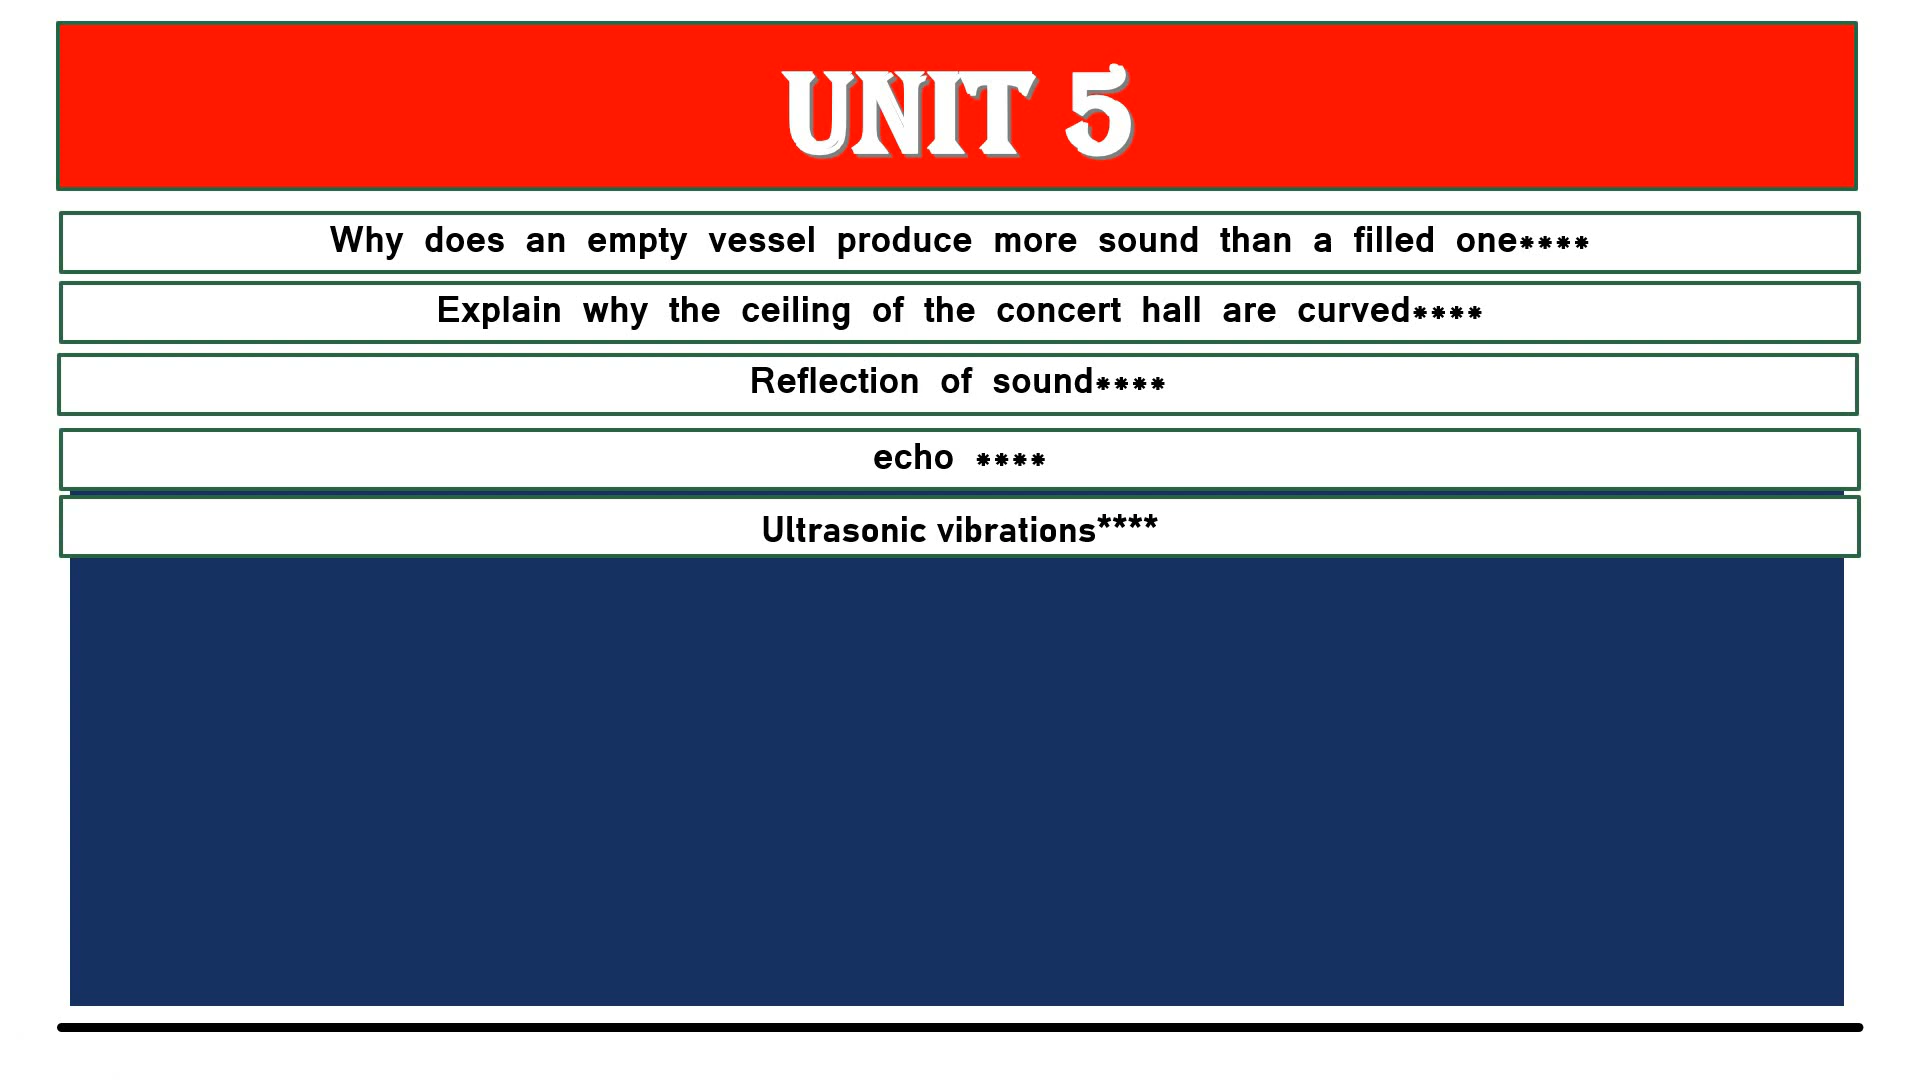 UNIT 5
Why does an empty vessel produce more sound than a filled one****
Explain why the ceiling of the concert hall are curved****
Reflection of sound****
echo ****
Ultrasonic vibrations****